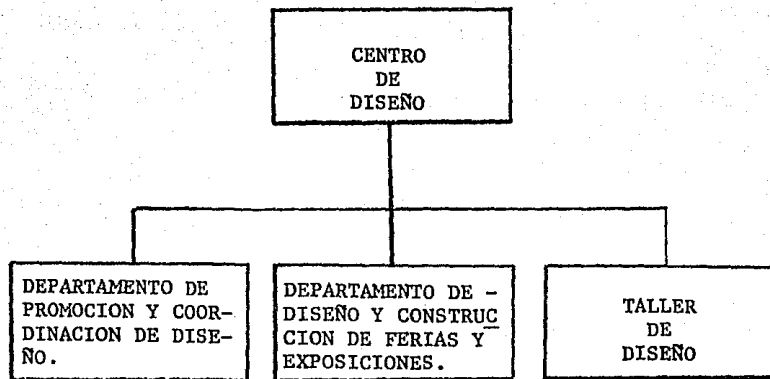 CENTRO
DE
DISEÑO
DEPARTAMENTO DE
PROMOCION Y COOR-
DINACION DE DISE-
ÑO.
DEPARTAMENTO DE -
DISEÑO Y CONSTRUC
CION DE FERIAS Y
EXPOSICIONES.
TALLER
DE
DISEÑO